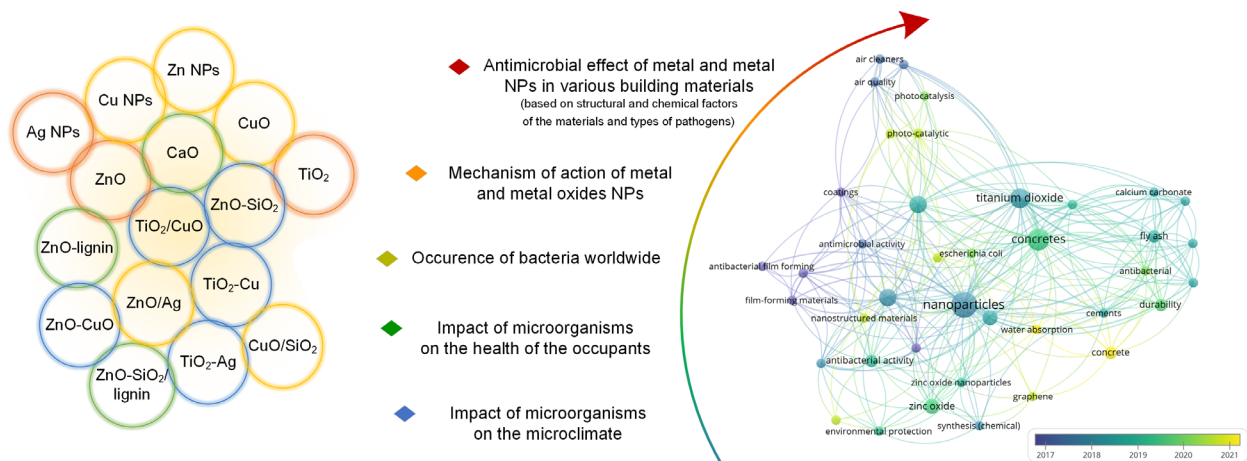 Zn NPs
Cu NPs
CuO
Ag NPs
CaO
ZnO
TiO₂
ZnO-SiO₂
TiO₂/CuO
ZnO-lignin
TiO₂-Cu
ZnO/Ag
ZnO-CuO
CuO/SiO₂
TiO₂-Ag
ZnO-SiO₂/
lignin
Antimicrobial effect of metal and metal
NPs in various building materials
(based on structural and chemical factors
of the materials and types of pathogens)
Mechanism of action of metal
and metal oxides NPs
Occurence of bacteria worldwide
Impact of microorganisms
on the health of the occupants
Impact of microorganisms
on the microclimate
air cleaners
air quality
photocatalysis
photo-catalytic
coatings
titanium dioxide
calcium carbonate
antimicrobial activity
concretes
fly ash
escherichia coli
antibacterial film forming
antibacterial
film-forming materials
nanoparticles
durability
nanostructured materials
cements
water absorption
concrete
antibacterial activity
zinc oxide nanoparticles
graphene
zinc oxide
environmental protection
synthesis (chemical)
2017 2018 2019 2020 2021